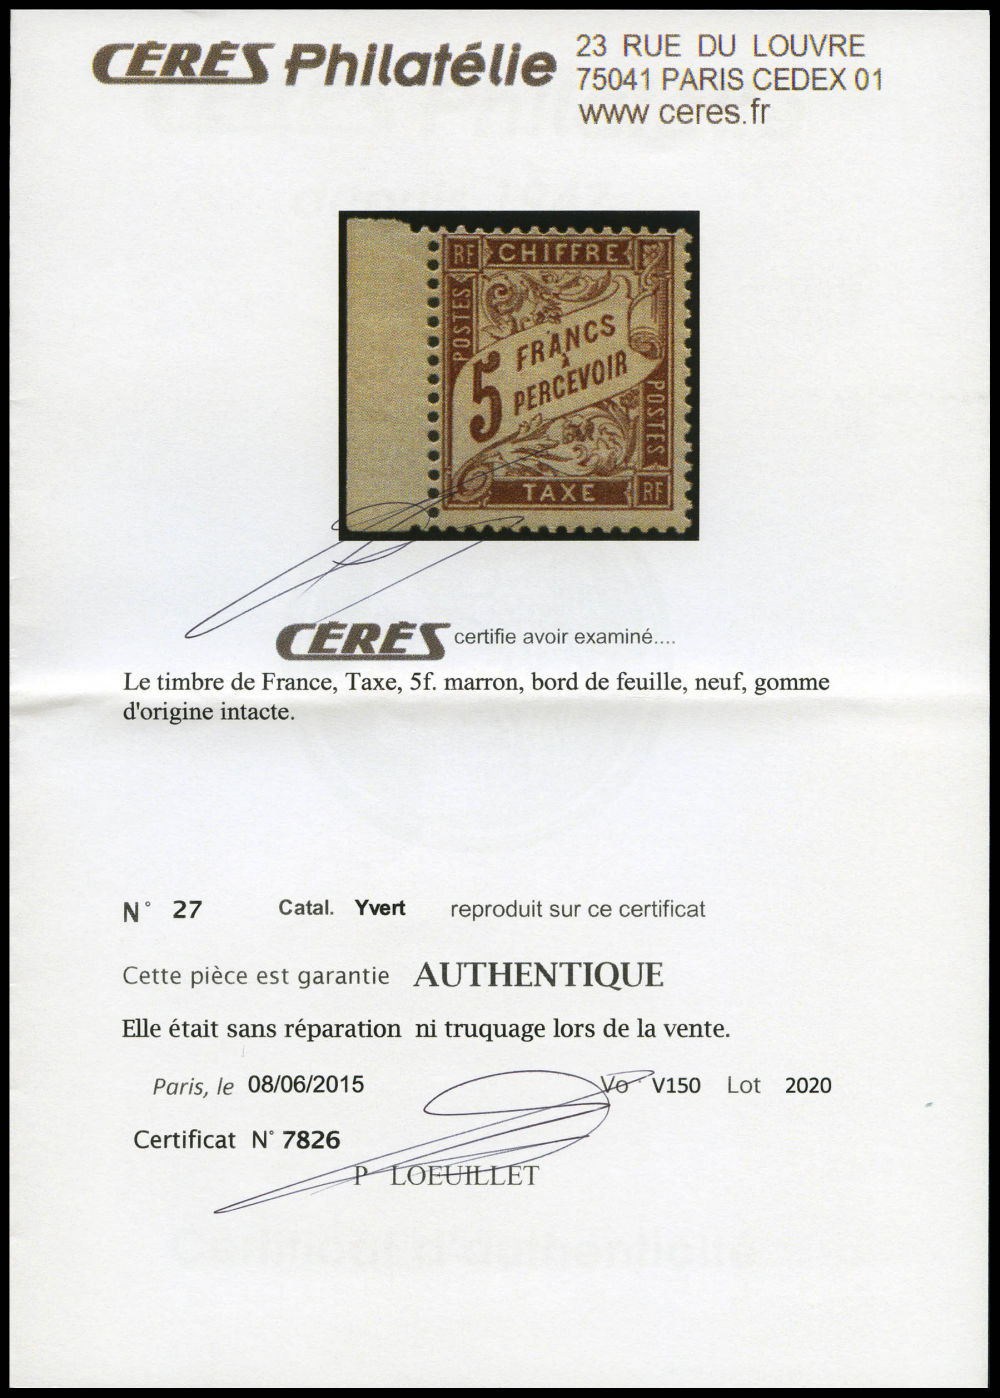 CÉRÈS Philatélie
23 RUE DU LOUVRE
75041 PARIS CEDEX 01
www ceres.fr
RF CHIFFRE
POSTES
5 FRANCS
À
PERCEVOIR
POSTES
TAXE RF
CÉRÈS certifie avoir examiné....
Le timbre de France, Taxe, 5f. marron, bord de feuille, neuf, gomme
d'origine intacte.
N° 27 Catal. Yvert reproduit sur ce certificat
Cette pièce est garantie AUTHENTIQUE
Elle était sans réparation ni truquage lors de la vente.
Paris, le 08/06/2015 Vo V150 Lot 2020
Certificat N° 7826
P LOEUILLET